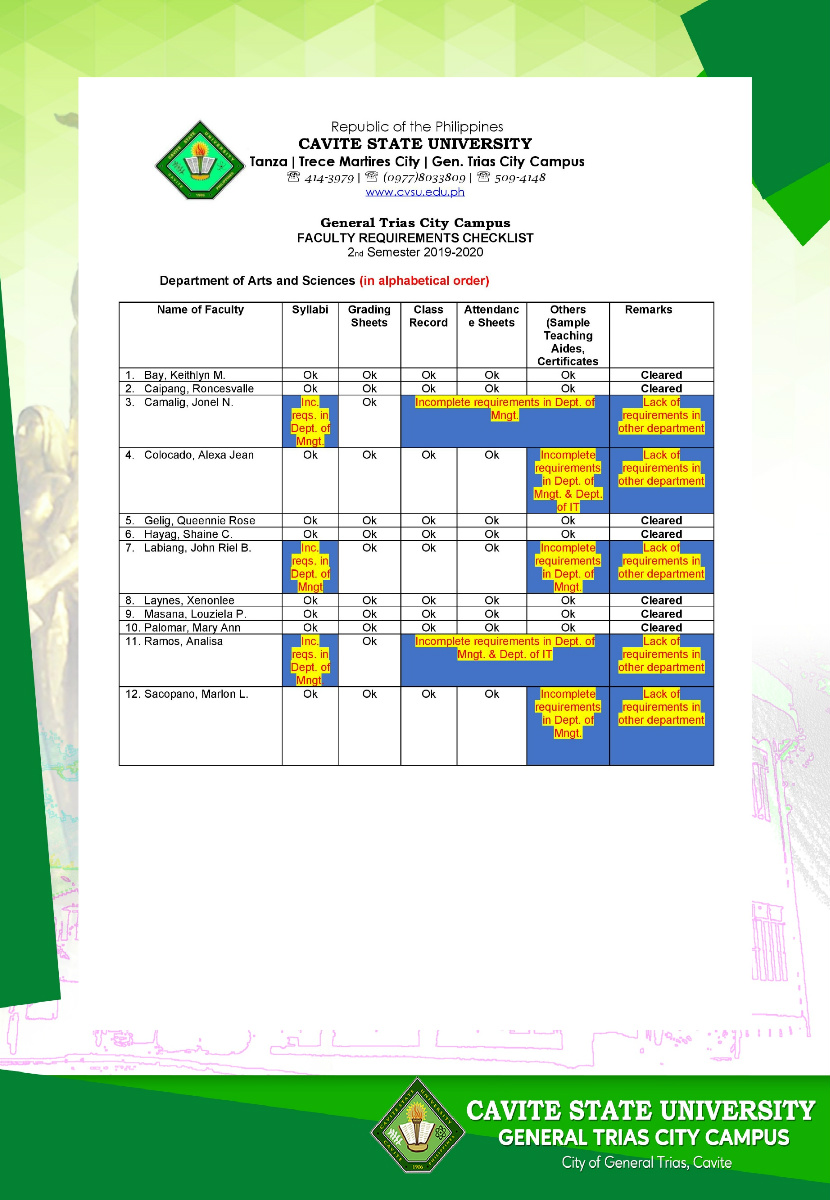 Republic of the Philippines
CAVITE STATE UNIVERSITY
Tanza | Trece Martires City | Gen. Trias City Campus
☏ 414-3979 | ☏ (0977)8033809 | ☏ 509-4148
www.cvsu.edu.ph
General Trias City Campus
FACULTY REQUIREMENTS CHECKLIST
2nd Semester 2019-2020
Department of Arts and Sciences (in alphabetical order)
Name of Faculty Syllabi Grading Sheets Class Record Attendance Sheets Others (Sample Teaching Aides, Certificates Remarks
1. Bay, Keithlyn M. Ok Ok Ok Ok Ok Cleared
2. Caipang, Roncesvalle Ok Ok Ok Ok Ok Cleared
3. Camalig, Jonel N. Inc. reqs. in Dept. of Mngt. Ok Incomplete requirements in Dept. of Mngt. Lack of requirements in other department
4. Colocado, Alexa Jean Ok Ok Ok Ok Incomplete requirements in Dept. of Mngt. & Dept. of IT Lack of requirements in other department
5. Gelig, Queennie Rose Ok Ok Ok Ok Ok Cleared
6. Hayag, Shaine C. Ok Ok Ok Ok Ok Cleared
7. Labiang, John Riel B. Inc. reqs. in Dept. of Mngt Ok Ok Ok Incomplete requirements in Dept. of Mngt. Lack of requirements in other department
8. Laynes, Xenonlee Ok Ok Ok Ok Ok Cleared
9. Masana, Louziela P. Ok Ok Ok Ok Ok Cleared
10. Palomar, Mary Ann Ok Ok Ok Ok Ok Cleared
11. Ramos, Analisa Inc. reqs. in Dept. of Mngt Ok Incomplete requirements in Dept. of Mngt. & Dept. of IT Lack of requirements in other department
12. Sacopano, Marlon L. Ok Ok Ok Ok Incomplete requirements in Dept. of Mngt. Lack of requirements in other department
CAVITE STATE UNIVERSITY
GENERAL TRIAS CITY CAMPUS
City of General Trias, Cavite